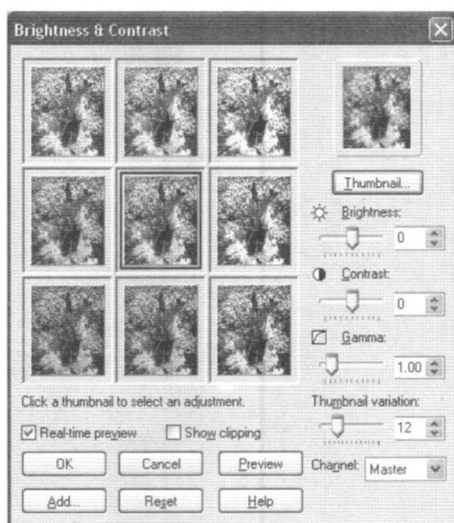 Brightness & Contrast
Thumbnail...
Brightness:
0
Contrast:
0
Gamma:
1.00
Click a thumbnail to select an adjustment.
Thumbnail variation:
12
Real-time preview
Show clipping
OK
Cancel
Preview
Channel:
Master
Add...
Reset
Help